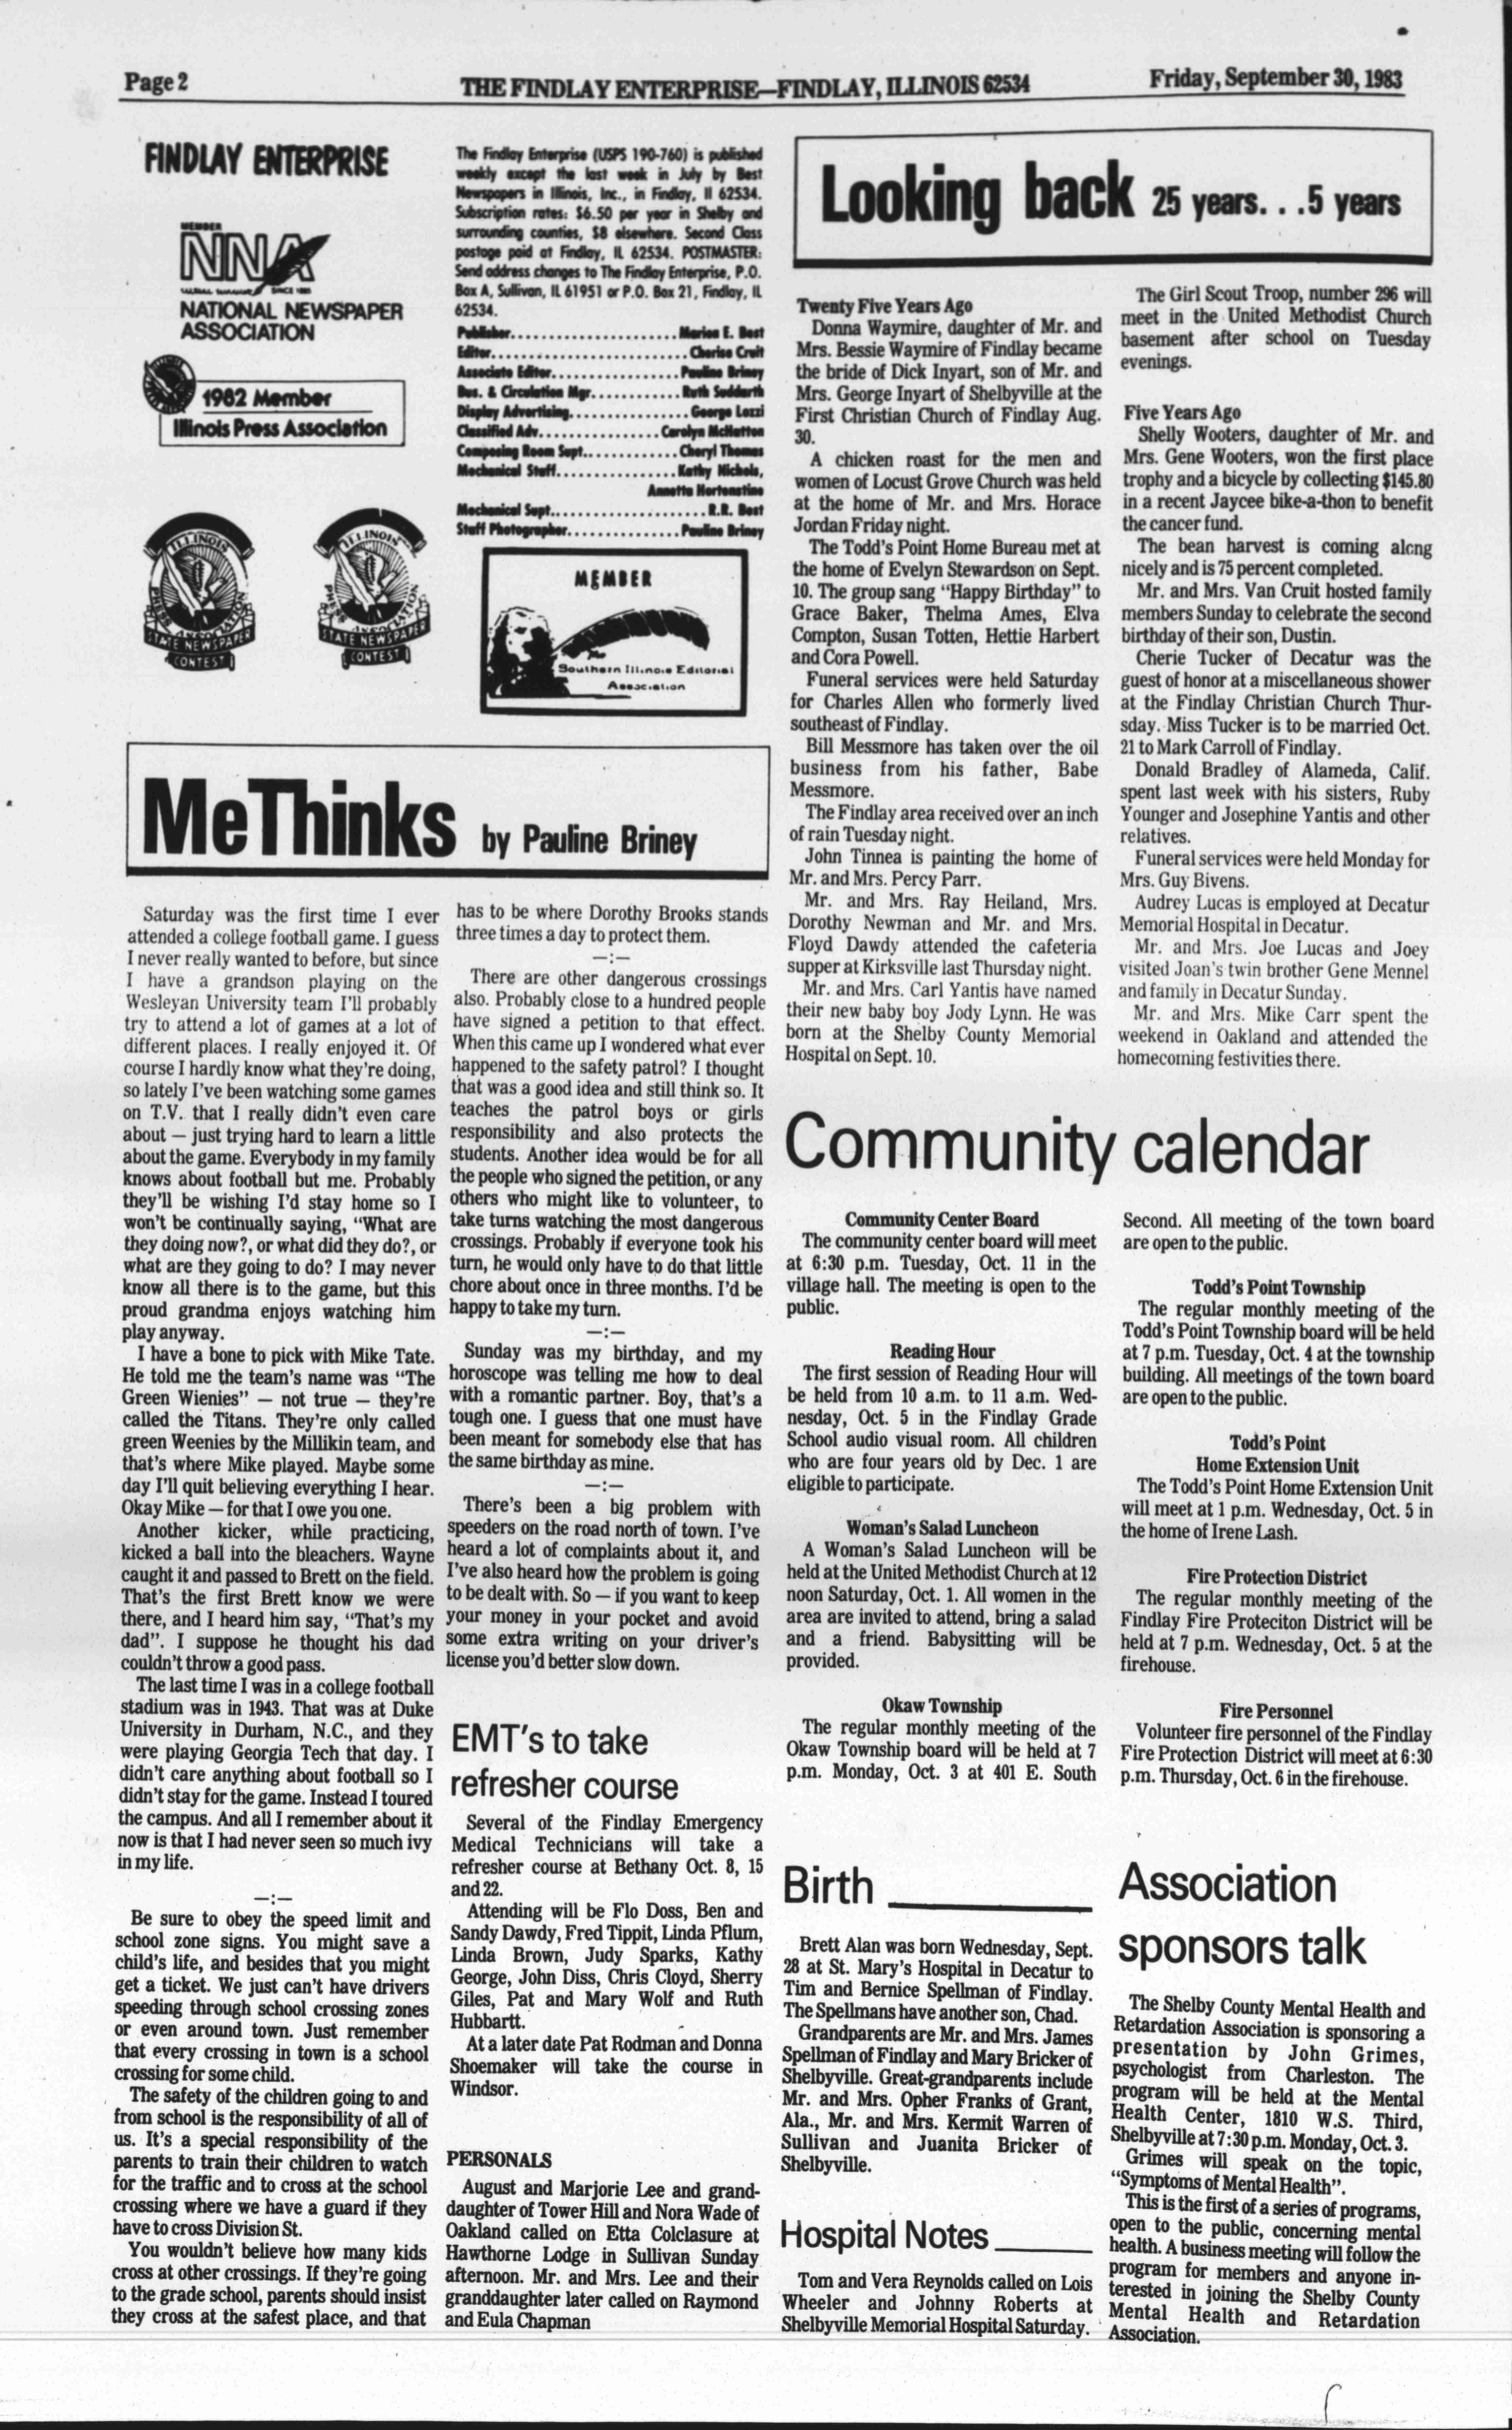 Page 2
THE FINDLAY ENTERPRISE—FINDLAY, ILLINOIS 62534
Friday, September 30, 1983
FINDLAY ENTERPRISE
MEMBER
NNA
SINCE 1885
NATIONAL NEWSPAPER
ASSOCIATION
1982 Member
Illinois Press Association
ILLINOIS
PRESS ASSOCIATION
STATE NEWSPAPER
CONTEST
ILLINOIS
PRESS ASSOCIATION
STATE NEWSPAPER
CONTEST
The Findlay Enterprise (USPS 190-760) is published
weekly except the last week in July by Best
Newspapers in Illinois, Inc., in Findlay, Il 62534.
Subscription rates: $6.50 per year in Shelby and
surrounding counties, $8 elsewhere. Second Class
postage paid at Findlay, IL 62534. POSTMASTER:
Send address changes to The Findlay Enterprise, P.O.
Box A, Sullivan, IL 61951 or P.O. Box 21, Findlay, IL
62534.
Publisher.......................Marion E. Best
Editor...........................Cherise Cruit
Associate Editor.................Pauline Briney
Bus. & Circulation Mgr............Ruth Suddarth
Display Advertising................George Lozzi
Classified Adv.................Carolyn McHatton
Composing Room Supt.............Cheryl Thomas
Mechanical Staff................Kathy Nichols,
Annetta Hortenstine
Mechanical Supt.....................R.R. Best
Staff Photographer...............Pauline Briney
MEMBER
Southern Illinois Editorial
Association
MeThinks by Pauline Briney
Saturday was the first time I ever
attended a college football game. I guess
I never really wanted to before, but since
I have a grandson playing on the
Wesleyan University team I'll probably
try to attend a lot of games at a lot of
different places. I really enjoyed it. Of
course I hardly know what they're doing,
so lately I've been watching some games
on T.V. that I really didn't even care
about — just trying hard to learn a little
about the game. Everybody in my family
knows about football but me. Probably
they'll be wishing I'd stay home so I
won't be continually saying, "What are
they doing now?, or what did they do?, or
what are they going to do? I may never
know all there is to the game, but this
proud grandma enjoys watching him
play anyway.
I have a bone to pick with Mike Tate.
He told me the team's name was "The
Green Wienies" — not true — they're
called the Titans. They're only called
green Weenies by the Millikin team, and
that's where Mike played. Maybe some
day I'll quit believing everything I hear.
Okay Mike — for that I owe you one.
Another kicker, while practicing,
kicked a ball into the bleachers. Wayne
caught it and passed to Brett on the field.
That's the first Brett know we were
there, and I heard him say, "That's my
dad". I suppose he thought his dad
couldn't throw a good pass.
The last time I was in a college football
stadium was in 1943. That was at Duke
University in Durham, N.C., and they
were playing Georgia Tech that day. I
didn't care anything about football so I
didn't stay for the game. Instead I toured
the campus. And all I remember about it
now is that I had never seen so much ivy
in my life.
—:—
Be sure to obey the speed limit and
school zone signs. You might save a
child's life, and besides that you might
get a ticket. We just can't have drivers
speeding through school crossing zones
or even around town. Just remember
that every crossing in town is a school
crossing for some child.
The safety of the children going to and
from school is the responsibility of all of
us. It's a special responsibility of the
parents to train their children to watch
for the traffic and to cross at the school
crossing where we have a guard if they
have to cross Division St.
You wouldn't believe how many kids
cross at other crossings. If they're going
to the grade school, parents should insist
they cross at the safest place, and that
has to be where Dorothy Brooks stands
three times a day to protect them.
—:—
There are other dangerous crossings
also. Probably close to a hundred people
have signed a petition to that effect.
When this came up I wondered what ever
happened to the safety patrol? I thought
that was a good idea and still think so. It
teaches the patrol boys or girls
responsibility and also protects the
students. Another idea would be for all
the people who signed the petition, or any
others who might like to volunteer, to
take turns watching the most dangerous
crossings. Probably if everyone took his
turn, he would only have to do that little
chore about once in three months. I'd be
happy to take my turn.
—:—
Sunday was my birthday, and my
horoscope was telling me how to deal
with a romantic partner. Boy, that's a
tough one. I guess that one must have
been meant for somebody else that has
the same birthday as mine.
—:—
There's been a big problem with
speeders on the road north of town. I've
heard a lot of complaints about it, and
I've also heard how the problem is going
to be dealt with. So — if you want to keep
your money in your pocket and avoid
some extra writing on your driver's
license you'd better slow down.
EMT's to take
refresher course
Several of the Findlay Emergency
Medical Technicians will take a
refresher course at Bethany Oct. 8, 15
and 22.
Attending will be Flo Doss, Ben and
Sandy Dawdy, Fred Tippit, Linda Pflum,
Linda Brown, Judy Sparks, Kathy
George, John Diss, Chris Cloyd, Sherry
Giles, Pat and Mary Wolf and Ruth
Hubbartt.
At a later date Pat Rodman and Donna
Shoemaker will take the course in
Windsor.
PERSONALS
August and Marjorie Lee and grand-
daughter of Tower Hill and Nora Wade of
Oakland called on Etta Colclasure at
Hawthorne Lodge in Sullivan Sunday
afternoon. Mr. and Mrs. Lee and their
granddaughter later called on Raymond
and Eula Chapman
Looking back 25 years. . .5 years
Twenty Five Years Ago
Donna Waymire, daughter of Mr. and
Mrs. Bessie Waymire of Findlay became
the bride of Dick Inyart, son of Mr. and
Mrs. George Inyart of Shelbyville at the
First Christian Church of Findlay Aug.
30.
A chicken roast for the men and
women of Locust Grove Church was held
at the home of Mr. and Mrs. Horace
Jordan Friday night.
The Todd's Point Home Bureau met at
the home of Evelyn Stewardson on Sept.
10. The group sang "Happy Birthday" to
Grace Baker, Thelma Ames, Elva
Compton, Susan Totten, Hettie Harbert
and Cora Powell.
Funeral services were held Saturday
for Charles Allen who formerly lived
southeast of Findlay.
Bill Messmore has taken over the oil
business from his father, Babe
Messmore.
The Findlay area received over an inch
of rain Tuesday night.
John Tinnea is painting the home of
Mr. and Mrs. Percy Parr.
Mr. and Mrs. Ray Heiland, Mrs.
Dorothy Newman and Mr. and Mrs.
Floyd Dawdy attended the cafeteria
supper at Kirksville last Thursday night.
Mr. and Mrs. Carl Yantis have named
their new baby boy Jody Lynn. He was
born at the Shelby County Memorial
Hospital on Sept. 10.
The Girl Scout Troop, number 296 will
meet in the United Methodist Church
basement after school on Tuesday
evenings.
Five Years Ago
Shelly Wooters, daughter of Mr. and
Mrs. Gene Wooters, won the first place
trophy and a bicycle by collecting $145.80
in a recent Jaycee bike-a-thon to benefit
the cancer fund.
The bean harvest is coming along
nicely and is 75 percent completed.
Mr. and Mrs. Van Cruit hosted family
members Sunday to celebrate the second
birthday of their son, Dustin.
Cherie Tucker of Decatur was the
guest of honor at a miscellaneous shower
at the Findlay Christian Church Thur-
sday. Miss Tucker is to be married Oct.
21 to Mark Carroll of Findlay.
Donald Bradley of Alameda, Calif.
spent last week with his sisters, Ruby
Younger and Josephine Yantis and other
relatives.
Funeral services were held Monday for
Mrs. Guy Bivens.
Audrey Lucas is employed at Decatur
Memorial Hospital in Decatur.
Mr. and Mrs. Joe Lucas and Joey
visited Joan's twin brother Gene Mennel
and family in Decatur Sunday.
Mr. and Mrs. Mike Carr spent the
weekend in Oakland and attended the
homecoming festivities there.
Community calendar
Community Center Board
The community center board will meet
at 6:30 p.m. Tuesday, Oct. 11 in the
village hall. The meeting is open to the
public.
Reading Hour
The first session of Reading Hour will
be held from 10 a.m. to 11 a.m. Wed-
nesday, Oct. 5 in the Findlay Grade
School audio visual room. All children
who are four years old by Dec. 1 are
eligible to participate.
Woman's Salad Luncheon
A Woman's Salad Luncheon will be
held at the United Methodist Church at 12
noon Saturday, Oct. 1. All women in the
area are invited to attend, bring a salad
and a friend. Babysitting will be
provided.
Okaw Township
The regular monthly meeting of the
Okaw Township board will be held at 7
p.m. Monday, Oct. 3 at 401 E. South
Second. All meeting of the town board
are open to the public.
Todd's Point Township
The regular monthly meeting of the
Todd's Point Township board will be held
at 7 p.m. Tuesday, Oct. 4 at the township
building. All meetings of the town board
are open to the public.
Todd's Point
Home Extension Unit
The Todd's Point Home Extension Unit
will meet at 1 p.m. Wednesday, Oct. 5 in
the home of Irene Lash.
Fire Protection District
The regular monthly meeting of the
Findlay Fire Proteciton District will be
held at 7 p.m. Wednesday, Oct. 5 at the
firehouse.
Fire Personnel
Volunteer fire personnel of the Findlay
Fire Protection District will meet at 6:30
p.m. Thursday, Oct. 6 in the firehouse.
Birth
Brett Alan was born Wednesday, Sept.
28 at St. Mary's Hospital in Decatur to
Tim and Bernice Spellman of Findlay.
The Spellmans have another son, Chad.
Grandparents are Mr. and Mrs. James
Spellman of Findlay and Mary Bricker of
Shelbyville. Great-grandparents include
Mr. and Mrs. Opher Franks of Grant,
Ala., Mr. and Mrs. Kermit Warren of
Sullivan and Juanita Bricker of
Shelbyville.
Hospital Notes
Tom and Vera Reynolds called on Lois
Wheeler and Johnny Roberts at
Shelbyville Memorial Hospital Saturday.
Association
sponsors talk
The Shelby County Mental Health and
Retardation Association is sponsoring a
presentation by John Grimes,
psychologist from Charleston. The
program will be held at the Mental
Health Center, 1810 W.S. Third,
Shelbyville at 7:30 p.m. Monday, Oct. 3.
Grimes will speak on the topic,
"Symptoms of Mental Health".
This is the first of a series of programs,
open to the public, concerning mental
health. A business meeting will follow the
program for members and anyone in-
terested in joining the Shelby County
Mental Health and Retardation
Association.